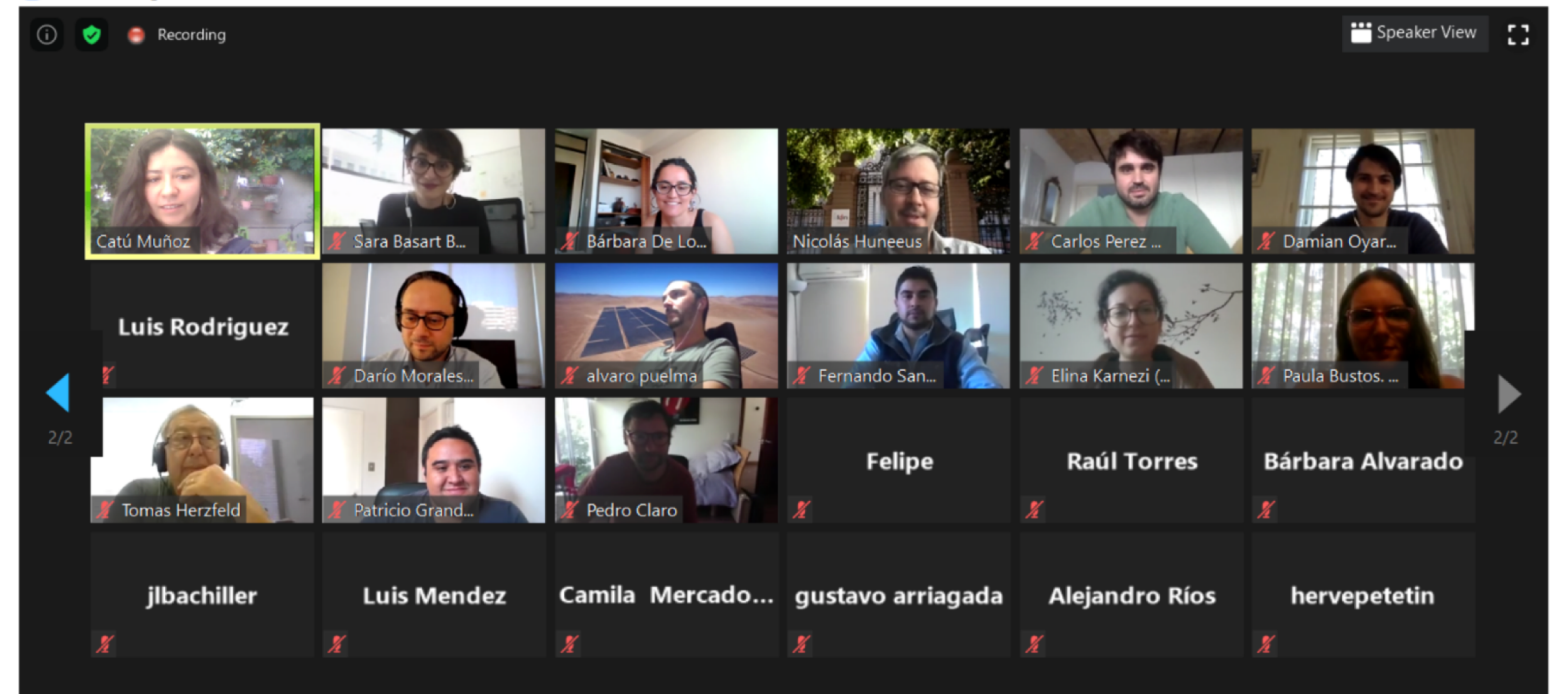 Recording
Speaker View
Catú Muñoz
Sara Basart B...
Bárbara De Lo...
Nicolás Huneeus
Carlos Perez ...
Damian Oyar...
Luis Rodriguez
Darío Morales...
alvaro puelma
Fernando San...
Elina Karnezi (...
Paula Bustos. ...
2/2
2/2
Tomas Herzfeld
Patricio Grand...
Pedro Claro
Felipe
Raúl Torres
Bárbara Alvarado
jlbachiller
Luis Mendez
Camila Mercado...
gustavo arriagada
Alejandro Ríos
hervepetetin